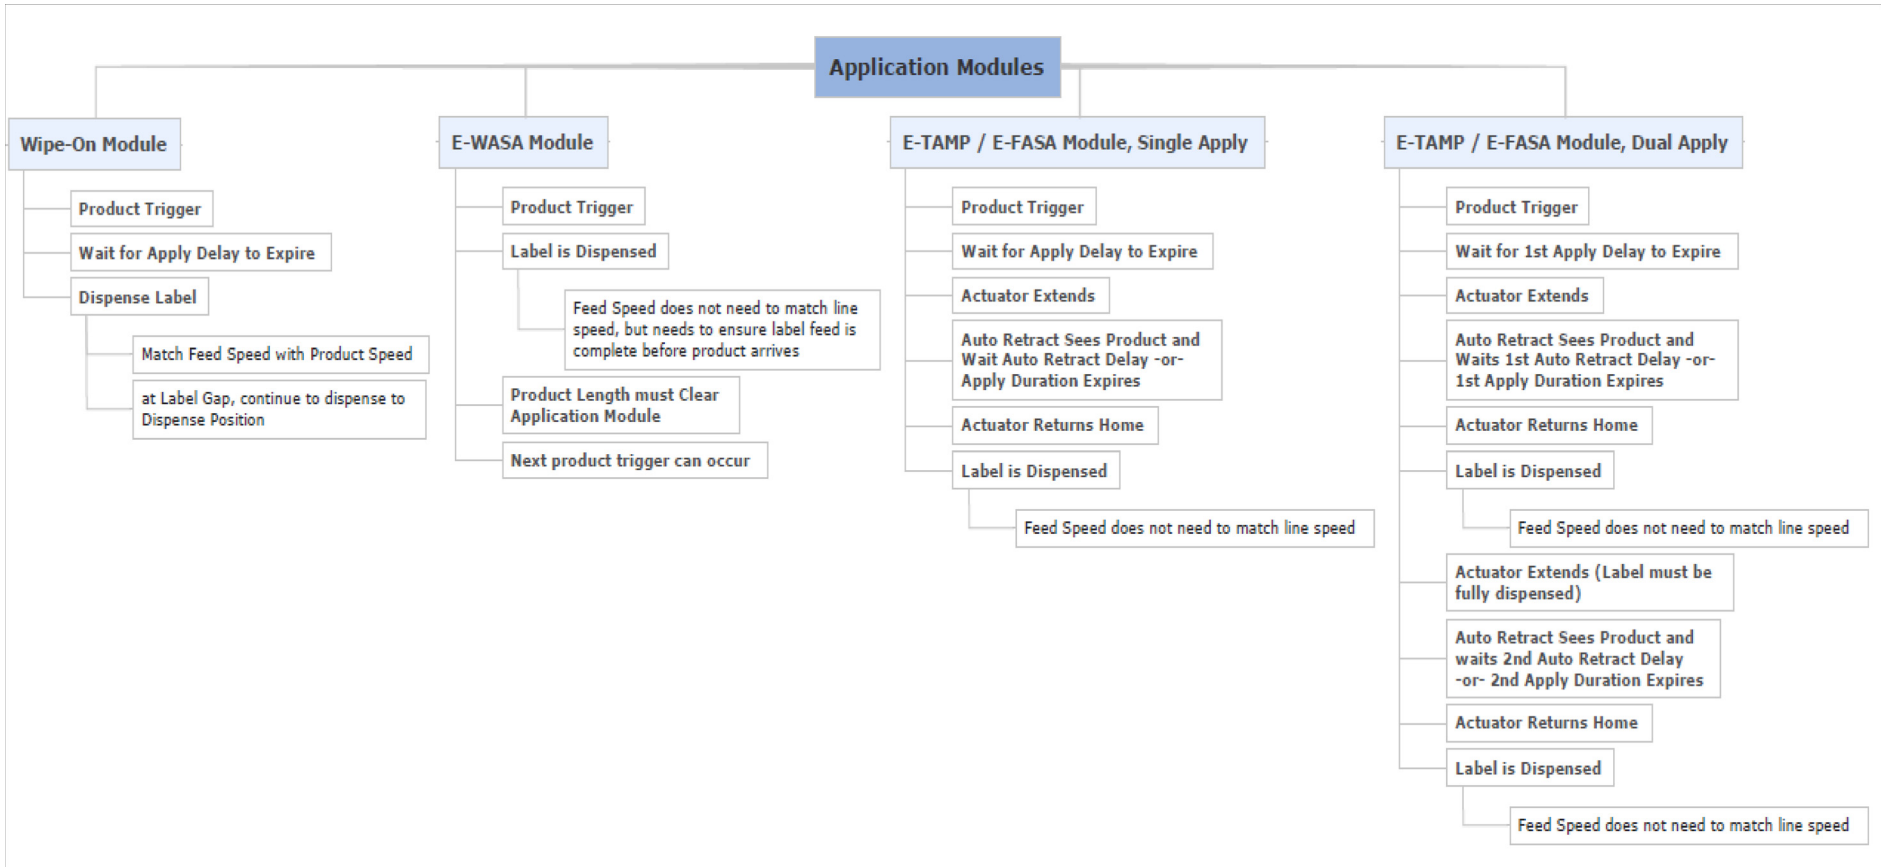 Application Modules
Wipe-On Module
Product Trigger
Wait for Apply Delay to Expire
Dispense Label
Match Feed Speed with Product Speed
at Label Gap, continue to dispense to
Dispense Position
E-WASA Module
Product Trigger
Label is Dispensed
Feed Speed does not need to match line
speed, but needs to ensure label feed is
complete before product arrives
Product Length must Clear
Application Module
Next product trigger can occur
E-TAMP / E-FASA Module, Single Apply
Product Trigger
Wait for Apply Delay to Expire
Actuator Extends
Auto Retract Sees Product and
Wait Auto Retract Delay -or-
Apply Duration Expires
Actuator Returns Home
Label is Dispensed
Feed Speed does not need to match line speed
E-TAMP / E-FASA Module, Dual Apply
Product Trigger
Wait for 1st Apply Delay to Expire
Actuator Extends
Auto Retract Sees Product and
Waits 1st Auto Retract Delay -or-
1st Apply Duration Expires
Actuator Returns Home
Label is Dispensed
Feed Speed does not need to match line speed
Actuator Extends (Label must be
fully dispensed)
Auto Retract Sees Product and
waits 2nd Auto Retract Delay
-or- 2nd Apply Duration Expires
Actuator Returns Home
Label is Dispensed
Feed Speed does not need to match line speed